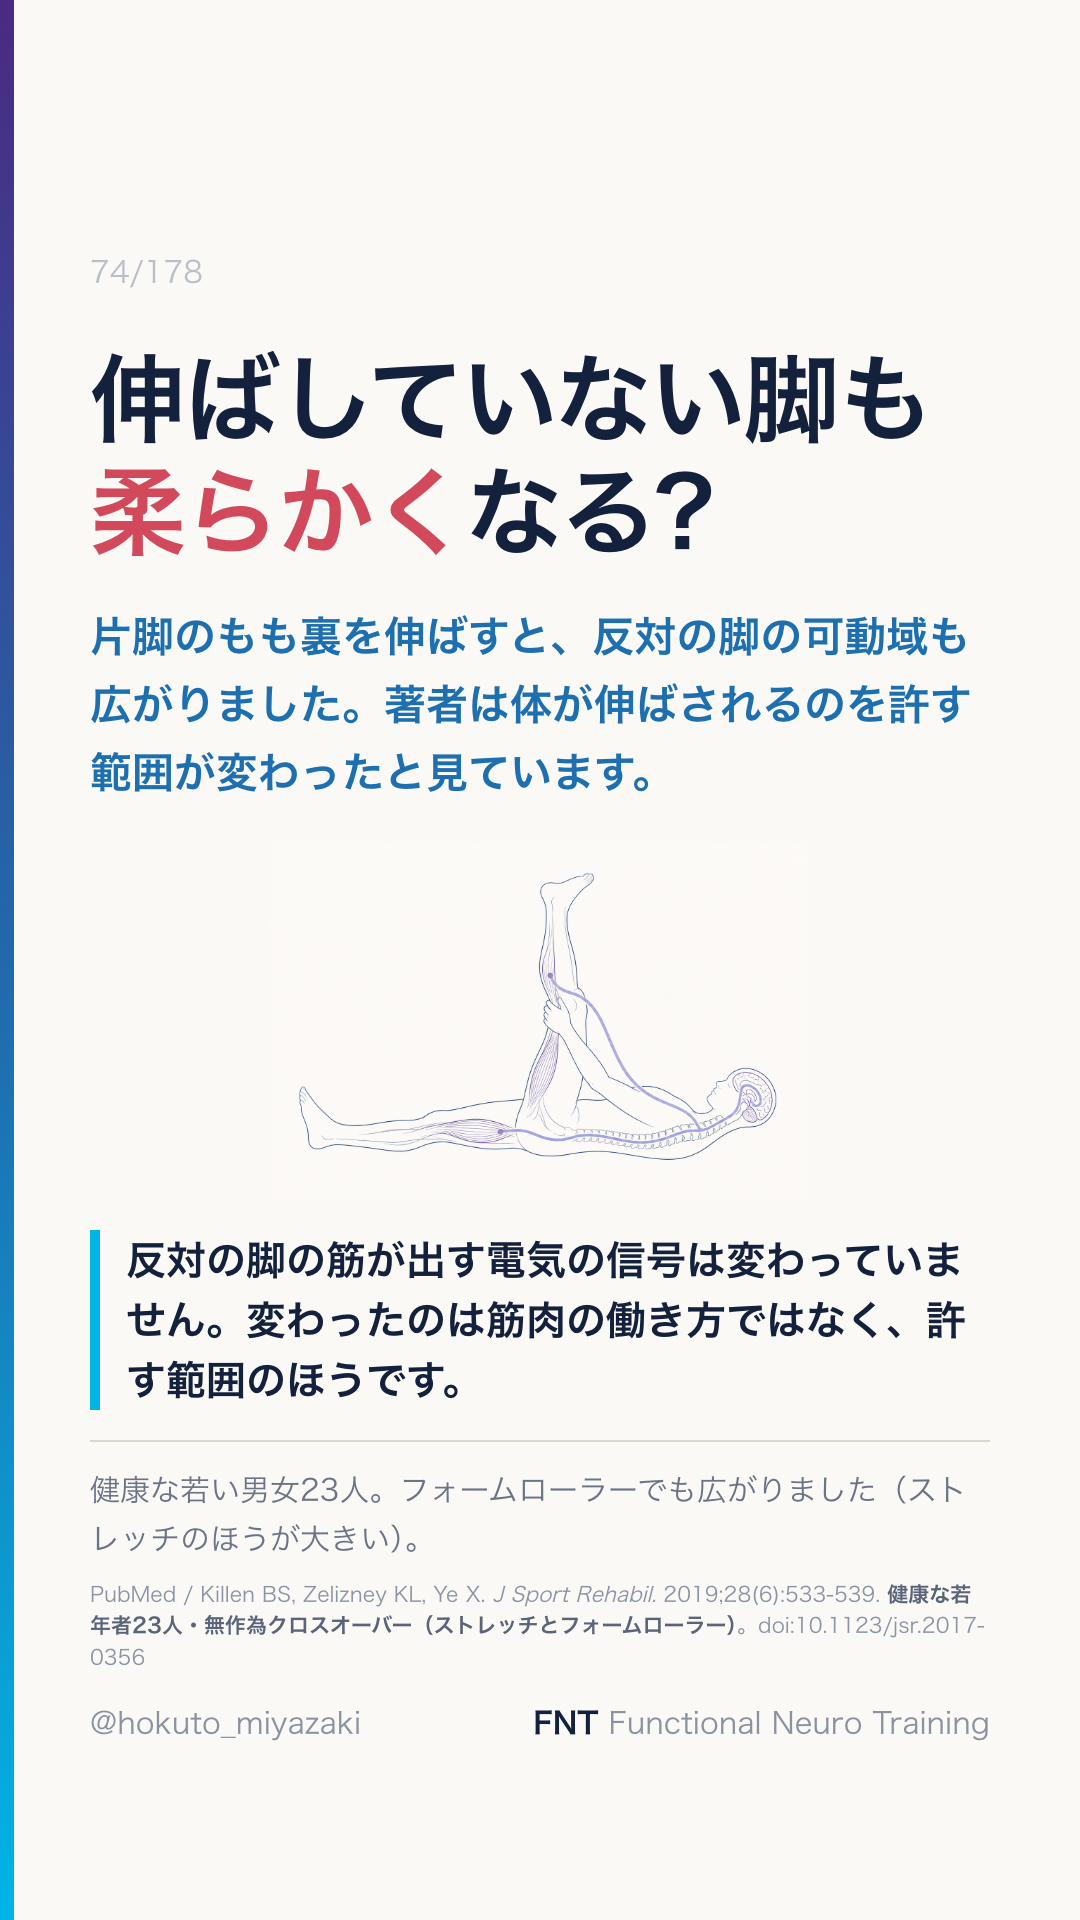 74/178
伸ばしていない脚も
柔らかくなる?
片脚のもも裏を伸ばすと、反対の脚の可動域も
広がりました。著者は体が伸ばされるのを許す
範囲が変わったと見ています。
反対の脚の筋が出す電気の信号は変わっていま
せん。変わったのは筋肉の働き方ではなく、許
す範囲のほうです。
健康な若い男女23人。フォームローラーでも広がりました（スト
レッチのほうが大きい）。
PubMed / Killen BS, Zelizney KL, Ye X. J Sport Rehabil. 2019;28(6):533-539. 健康な若
年者23人・無作為クロスオーバー（ストレッチとフォームローラー）。doi:10.1123/jsr.2017-
0356
@hokuto_miyazaki
FNT Functional Neuro Training